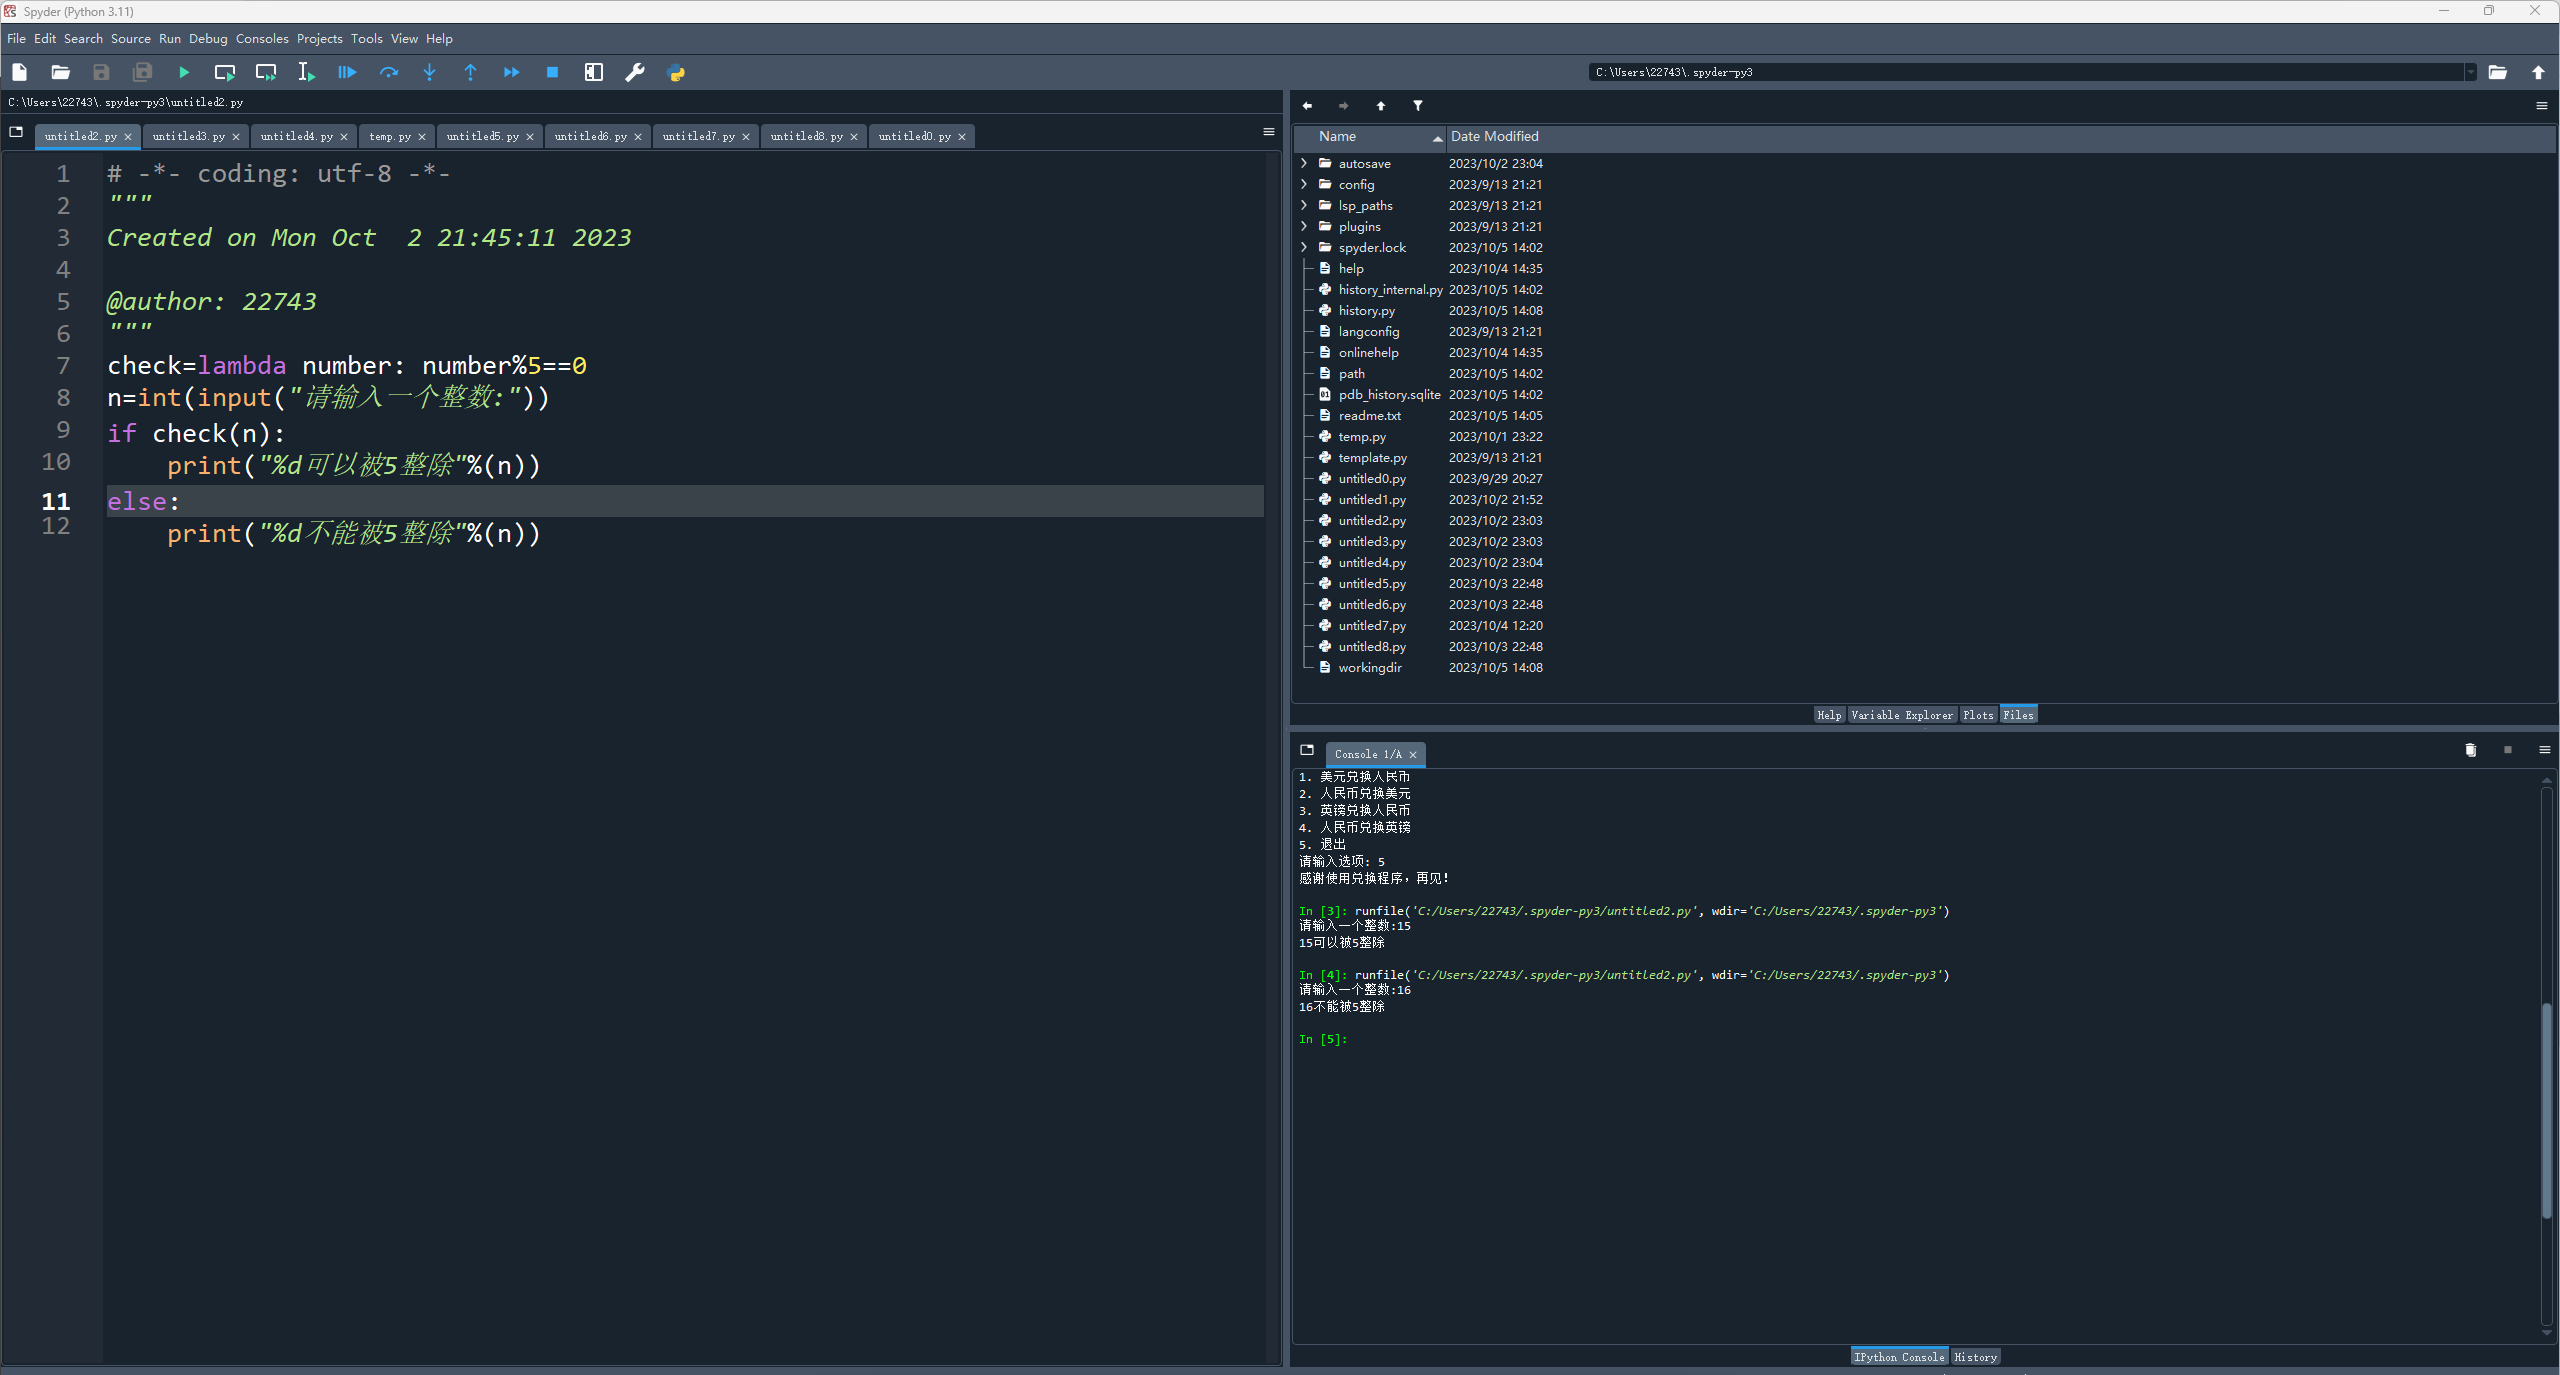 Spyder (Python 3.11)
File Edit Search Source Run Debug Consoles Projects Tools View Help
C:\Users\22743\.spyder-py3
C:\Users\22743\.spyder-py3\untitled2.py
untitled2.py untitled3.py untitled4.py temp.py untitled5.py untitled6.py untitled7.py untitled8.py untitled0.py
1 # -*- coding: utf-8 -*-
2 """
3 Created on Mon Oct  2 21:45:11 2023
4
5 @author: 22743
6 """
7 check=lambda number: number%5==0
8 n=int(input("请输入一个整数:"))
9 if check(n):
10     print("%d可以被5整除"%(n))
11 else:
12     print("%d不能被5整除"%(n))
Name Date Modified
autosave 2023/10/2 23:04
config 2023/9/13 21:21
lsp_paths 2023/9/13 21:21
plugins 2023/9/13 21:21
spyder.lock 2023/10/5 14:02
help 2023/10/4 14:35
history_internal.py 2023/10/5 14:02
history.py 2023/10/5 14:08
langconfig 2023/9/13 21:21
onlinehelp 2023/10/4 14:35
path 2023/10/5 14:02
pdb_history.sqlite 2023/10/5 14:02
readme.txt 2023/10/5 14:05
temp.py 2023/10/1 23:22
template.py 2023/9/13 21:21
untitled0.py 2023/9/29 20:27
untitled1.py 2023/10/2 21:52
untitled2.py 2023/10/2 23:03
untitled3.py 2023/10/2 23:03
untitled4.py 2023/10/2 23:04
untitled5.py 2023/10/3 22:48
untitled6.py 2023/10/3 22:48
untitled7.py 2023/10/4 12:20
untitled8.py 2023/10/3 22:48
workingdir 2023/10/5 14:08
Help Variable Explorer Plots Files
Console 1/A
1. 美元兑换人民币
2. 人民币兑换美元
3. 英镑兑换人民币
4. 人民币兑换英镑
5. 退出
请输入选项: 5
感谢使用兑换程序，再见!
In [3]: runfile('C:/Users/22743/.spyder-py3/untitled2.py', wdir='C:/Users/22743/.spyder-py3')
请输入一个整数:15
15可以被5整除
In [4]: runfile('C:/Users/22743/.spyder-py3/untitled2.py', wdir='C:/Users/22743/.spyder-py3')
请输入一个整数:16
16不能被5整除
In [5]:
IPython Console History